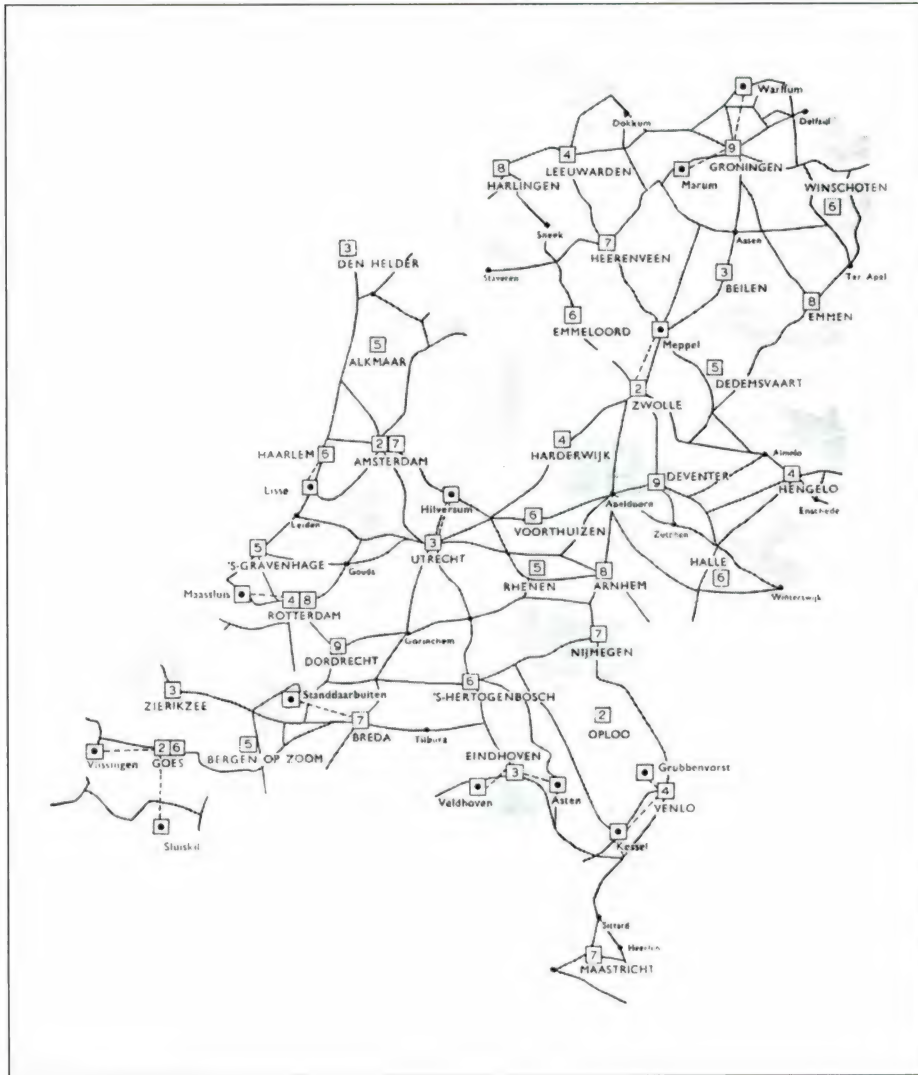 Warffum
Dokkum
Delfzijl
9
GRONINGEN
4
LEEUWARDEN
8
HARLINGEN
Marum
WINSCHOTEN
6
Sneek
Assen
7
HEERENVEEN
3
DEN HELDER
Staveren
3
BEILEN
Ter Apel
8
EMMEN
6
EMMELOORD
Meppel
5
ALKMAAR
5
DEDEMSVAART
2
ZWOLLE
2 7
AMSTERDAM
4
HARDERWIJK
HAARLEM 6
Almelo
DEVENTER
9
4
HENGELO
Lisse
Hilversum
Apeldoorn
Enschede
6
VOORTHUIZEN
Leiden
Zutphen
3
UTRECHT
5
'S-GRAVENHAGE
Gouda
5
RHENEN
8
ARNHEM
HALLE
6
Maassluis
4 8
ROTTERDAM
Winterswijk
Gorinchem
7
NIJMEGEN
9
DORDRECHT
3
ZIERIKZEE
Standdaarbuiten
6
'S-HERTOGENBOSCH
7
BREDA
2
OPLOO
Tilburg
5
BERGEN OP ZOOM
2 6
GOES
Vlissingen
EINDHOVEN
3
Grubbenvorst
Veldhoven
Asten
4
VENLO
Sluiskil
Kessel
Sittard
Heerlen
7
MAASTRICHT